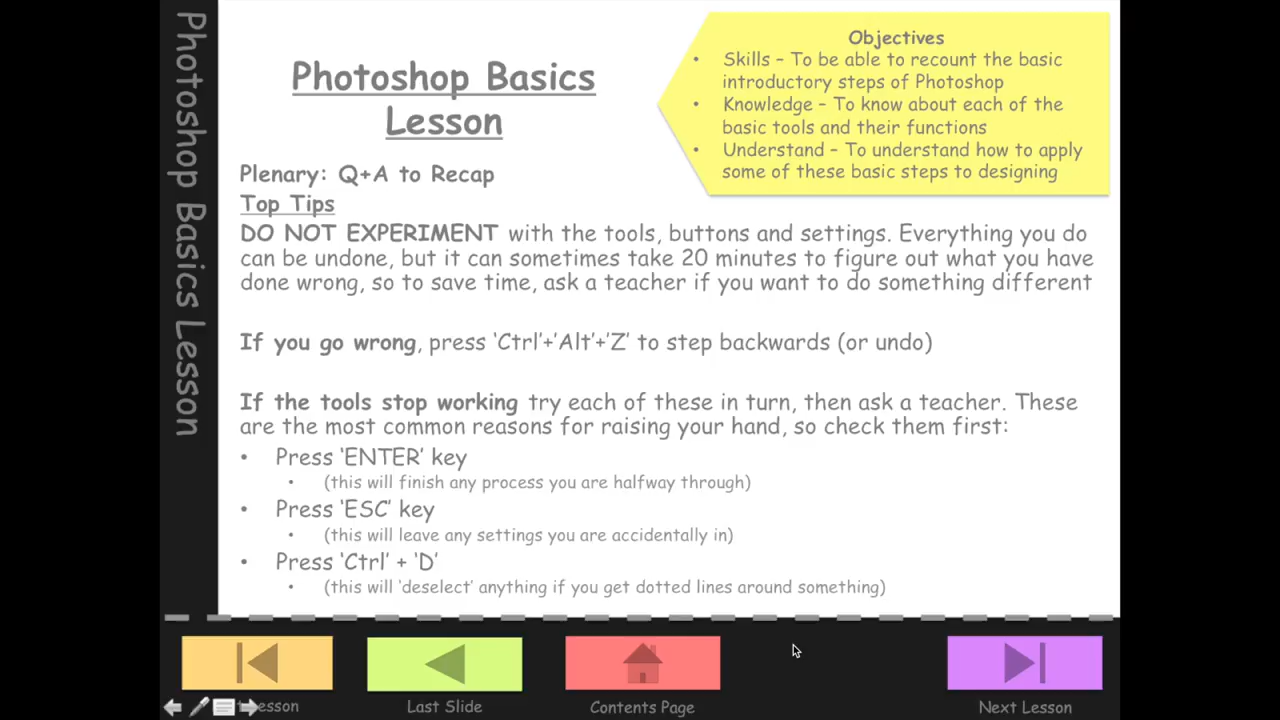 Photoshop Basics Lesson
Photoshop Basics
Lesson
Objectives
• Skills – To be able to recount the basic
introductory steps of Photoshop
• Knowledge – To know about each of the
basic tools and their functions
• Understand – To understand how to apply
some of these basic steps to designing
Plenary: Q+A to Recap
Top Tips
DO NOT EXPERIMENT with the tools, buttons and settings. Everything you do
can be undone, but it can sometimes take 20 minutes to figure out what you have
done wrong, so to save time, ask a teacher if you want to do something different
If you go wrong, press ‘Ctrl’+’Alt’+’Z’ to step backwards (or undo)
If the tools stop working try each of these in turn, then ask a teacher. These
are the most common reasons for raising your hand, so check them first:
• Press ‘ENTER’ key
• (this will finish any process you are halfway through)
• Press ‘ESC’ key
• (this will leave any settings you are accidentally in)
• Press ‘Ctrl’ + ‘D’
• (this will ‘deselect’ anything if you get dotted lines around something)
Lesson
Last Slide
Contents Page
Next Lesson